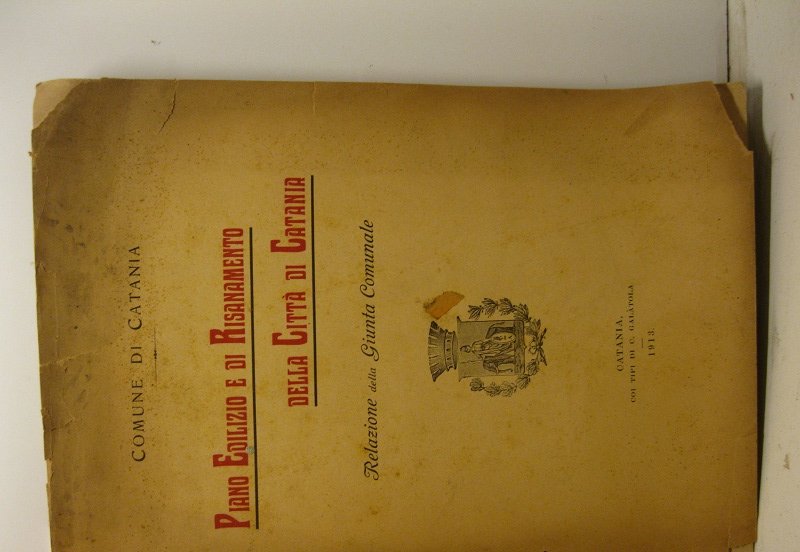 COMUNE DI CATANIA
PIANO EDILIZIO E DI RISANAMENTO
DELLA CITTÀ DI CATANIA
Relazione della Giunta Comunale
CATANIA,
COI TIPI DI C. GALÀTOLA
1913